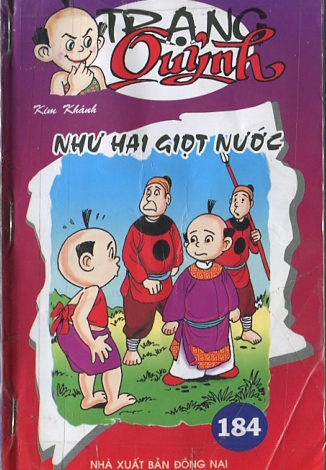 TRẠNG
Quỷnh
Kim Khánh
NHƯ HAI GIỌT NƯỚC
184
NHÀ XUẤT BẢN ĐỒNG NAI